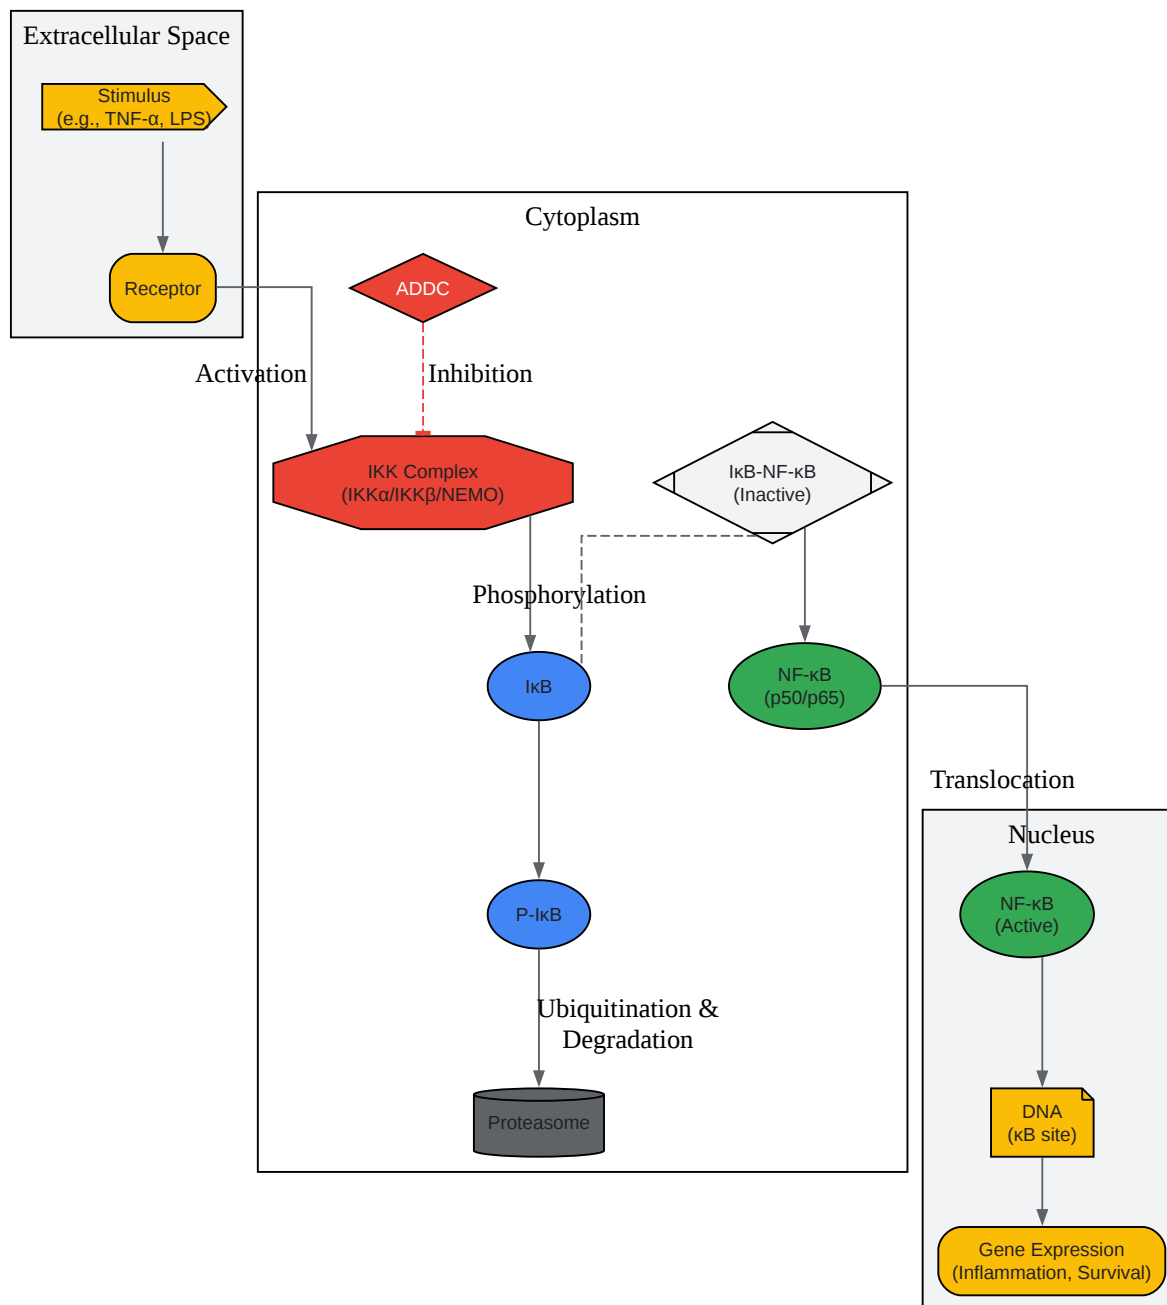 Extracellular Space
Stimulus
(e.g., TNF-α, LPS)
Receptor
Cytoplasm
ADDC
Activation
Inhibition
IKK Complex
(IKKα/IKKβ/NEMO)
IκB-NF-κB
(Inactive)
Phosphorylation
IκB
NF-κB
(p50/p65)
Translocation
Nucleus
P-IκB
NF-κB
(Active)
Ubiquitination &
Degradation
Proteasome
DNA
(κB site)
Gene Expression
(Inflammation, Survival)